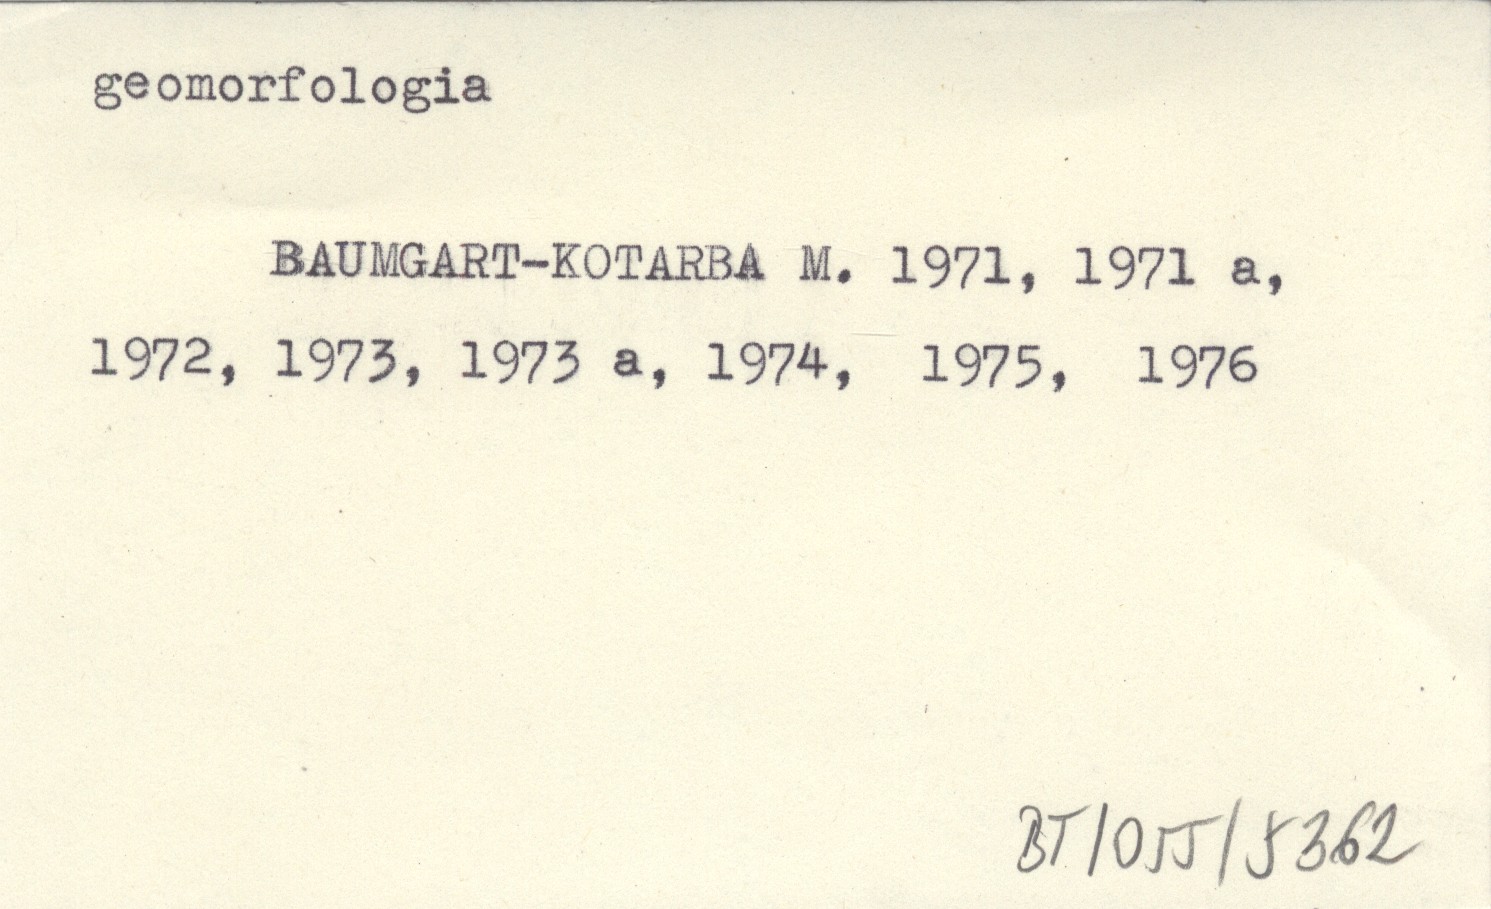 geomorfologia
BAUMGART-KOTARBA M. 1971, 1971 a,
1972, 1973, 1973 a, 1974, 1975, 1976
BT/055/5362